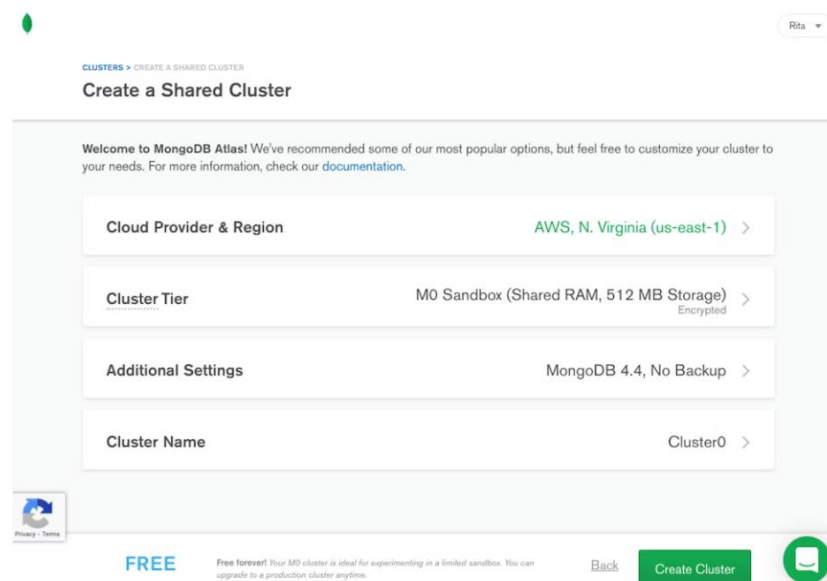 Rita
CLUSTERS > CREATE A SHARED CLUSTER
Create a Shared Cluster
Welcome to MongoDB Atlas! We've recommended some of our most popular options, but feel free to customize your cluster to
your needs. For more information, check our documentation.
Cloud Provider & Region
AWS, N. Virginia (us-east-1)
Cluster Tier
M0 Sandbox (Shared RAM, 512 MB Storage)
Encrypted
Additional Settings
MongoDB 4.4, No Backup
Cluster Name
Cluster0
Privacy - Terms
FREE
Free forever! Your M0 cluster is ideal for experimenting in a limited sandbox. You can
upgrade to a production cluster anytime.
Back
Create Cluster